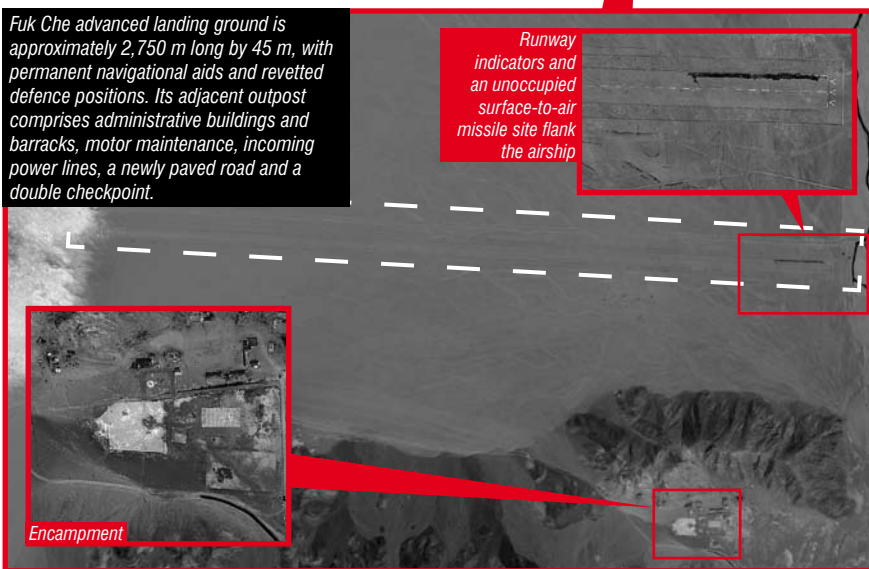 Fuk Che advanced landing ground is
approximately 2,750 m long by 45 m, with
permanent navigational aids and revetted
defence positions. Its adjacent outpost
comprises administrative buildings and
barracks, motor maintenance, incoming
power lines, a newly paved road and a
double checkpoint.
Runway
indicators and
an unoccupied
surface-to-air
missile site flank
the airship
Encampment